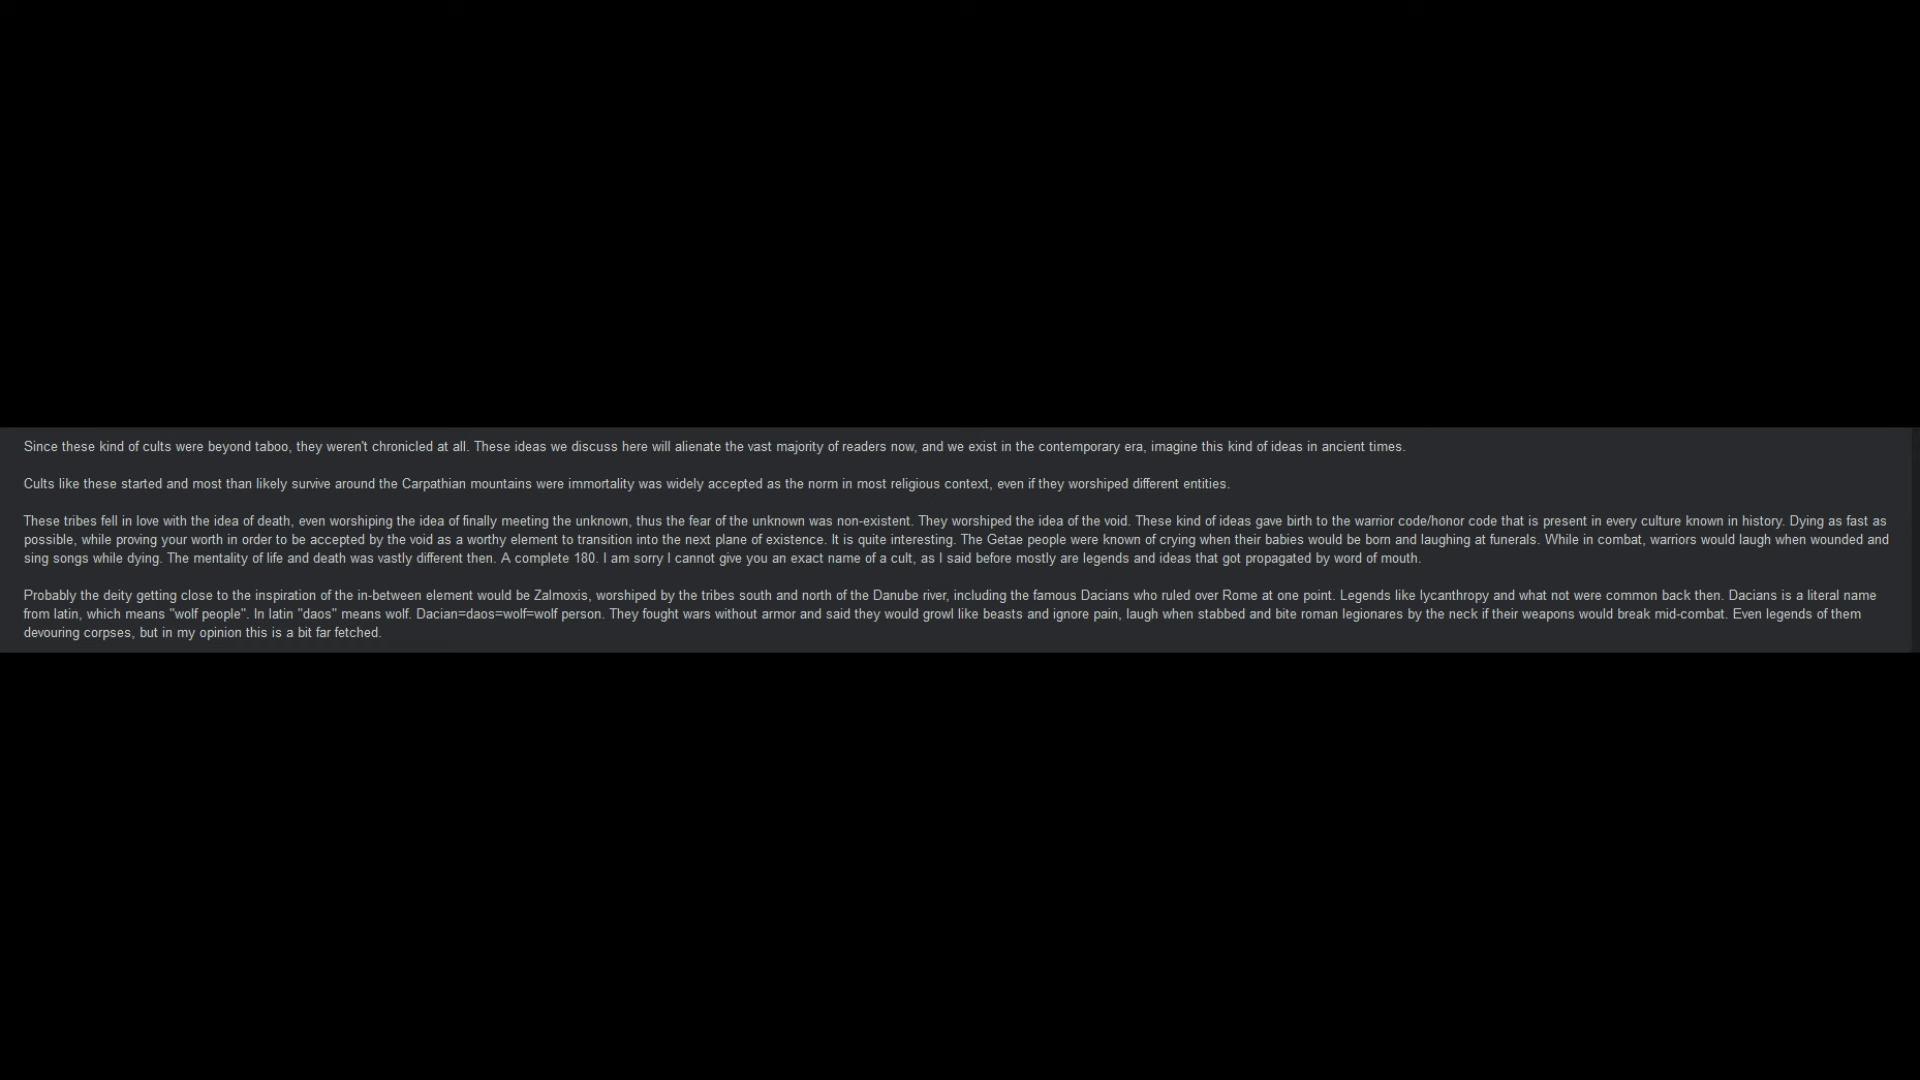 Since these kind of cults were beyond taboo, they weren't chronicled at all. These ideas we discuss here will alienate the vast majority of readers now, and we exist in the contemporary era, imagine this kind of ideas in ancient times.
Cults like these started and most than likely survive around the Carpathian mountains were immortality was widely accepted as the norm in most religious context, even if they worshiped different entities.
These tribes fell in love with the idea of death, even worshiping the idea of finally meeting the unknown, thus the fear of the unknown was non-existent. They worshiped the idea of the void. These kind of ideas gave birth to the warrior code/honor code that is present in every culture known in history. Dying as fast as
possible, while proving your worth in order to be accepted by the void as a worthy element to transition into the next plane of existence. It is quite interesting. The Getae people were known of crying when their babies would be born and laughing at funerals. While in combat, warriors would laugh when wounded and
sing songs while dying. The mentality of life and death was vastly different then. A complete 180. I am sorry I cannot give you an exact name of a cult, as I said before mostly are legends and ideas that got propagated by word of mouth.
Probably the deity getting close to the inspiration of the in-between element would be Zalmoxis, worshiped by the tribes south and north of the Danube river, including the famous Dacians who ruled over Rome at one point. Legends like lycanthropy and what not were common back then. Dacians is a literal name
from latin, which means "wolf people". In latin "daos" means wolf. Dacian=daos=wolf=wolf person. They fought wars without armor and said they would growl like beasts and ignore pain, laugh when stabbed and bite roman legionares by the neck if their weapons would break mid-combat. Even legends of them
devouring corpses, but in my opinion this is a bit far fetched.